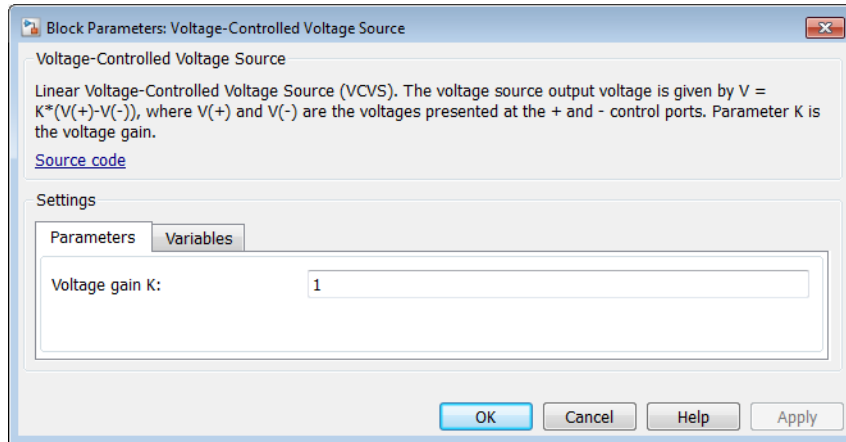 Block Parameters: Voltage-Controlled Voltage Source
Voltage-Controlled Voltage Source
Linear Voltage-Controlled Voltage Source (VCVS). The voltage source output voltage is given by V =
K*(V(+)-V(-)), where V(+) and V(-) are the voltages presented at the + and - control ports. Parameter K is
the voltage gain.
Source code
Settings
Parameters Variables
Voltage gain K: 1
OK Cancel Help Apply